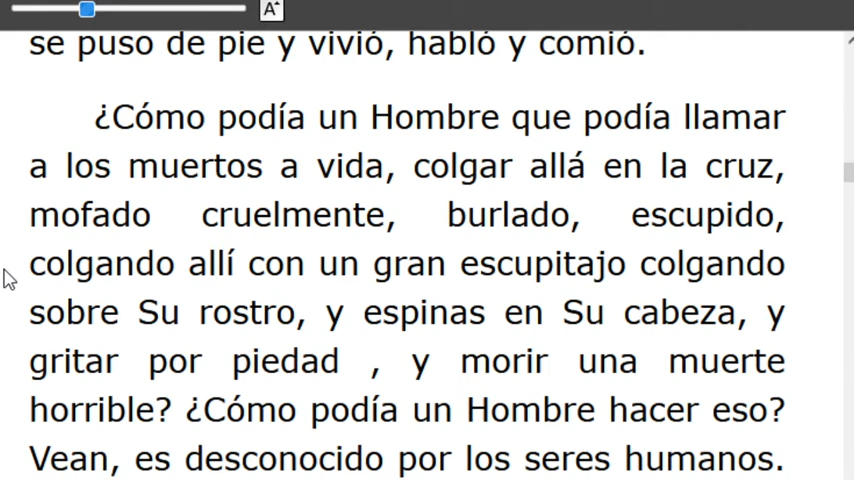 A
se puso de pie y vivió, habló y comió.
¿Cómo podía un Hombre que podía llamar
a los muertos a vida, colgar allá en la cruz,
mofado cruelmente, burlado, escupido,
colgando allí con un gran escupitajo colgando
sobre Su rostro, y espinas en Su cabeza, y
gritar por piedad , y morir una muerte
horrible? ¿Cómo podía un Hombre hacer eso?
Vean, es desconocido por los seres humanos.